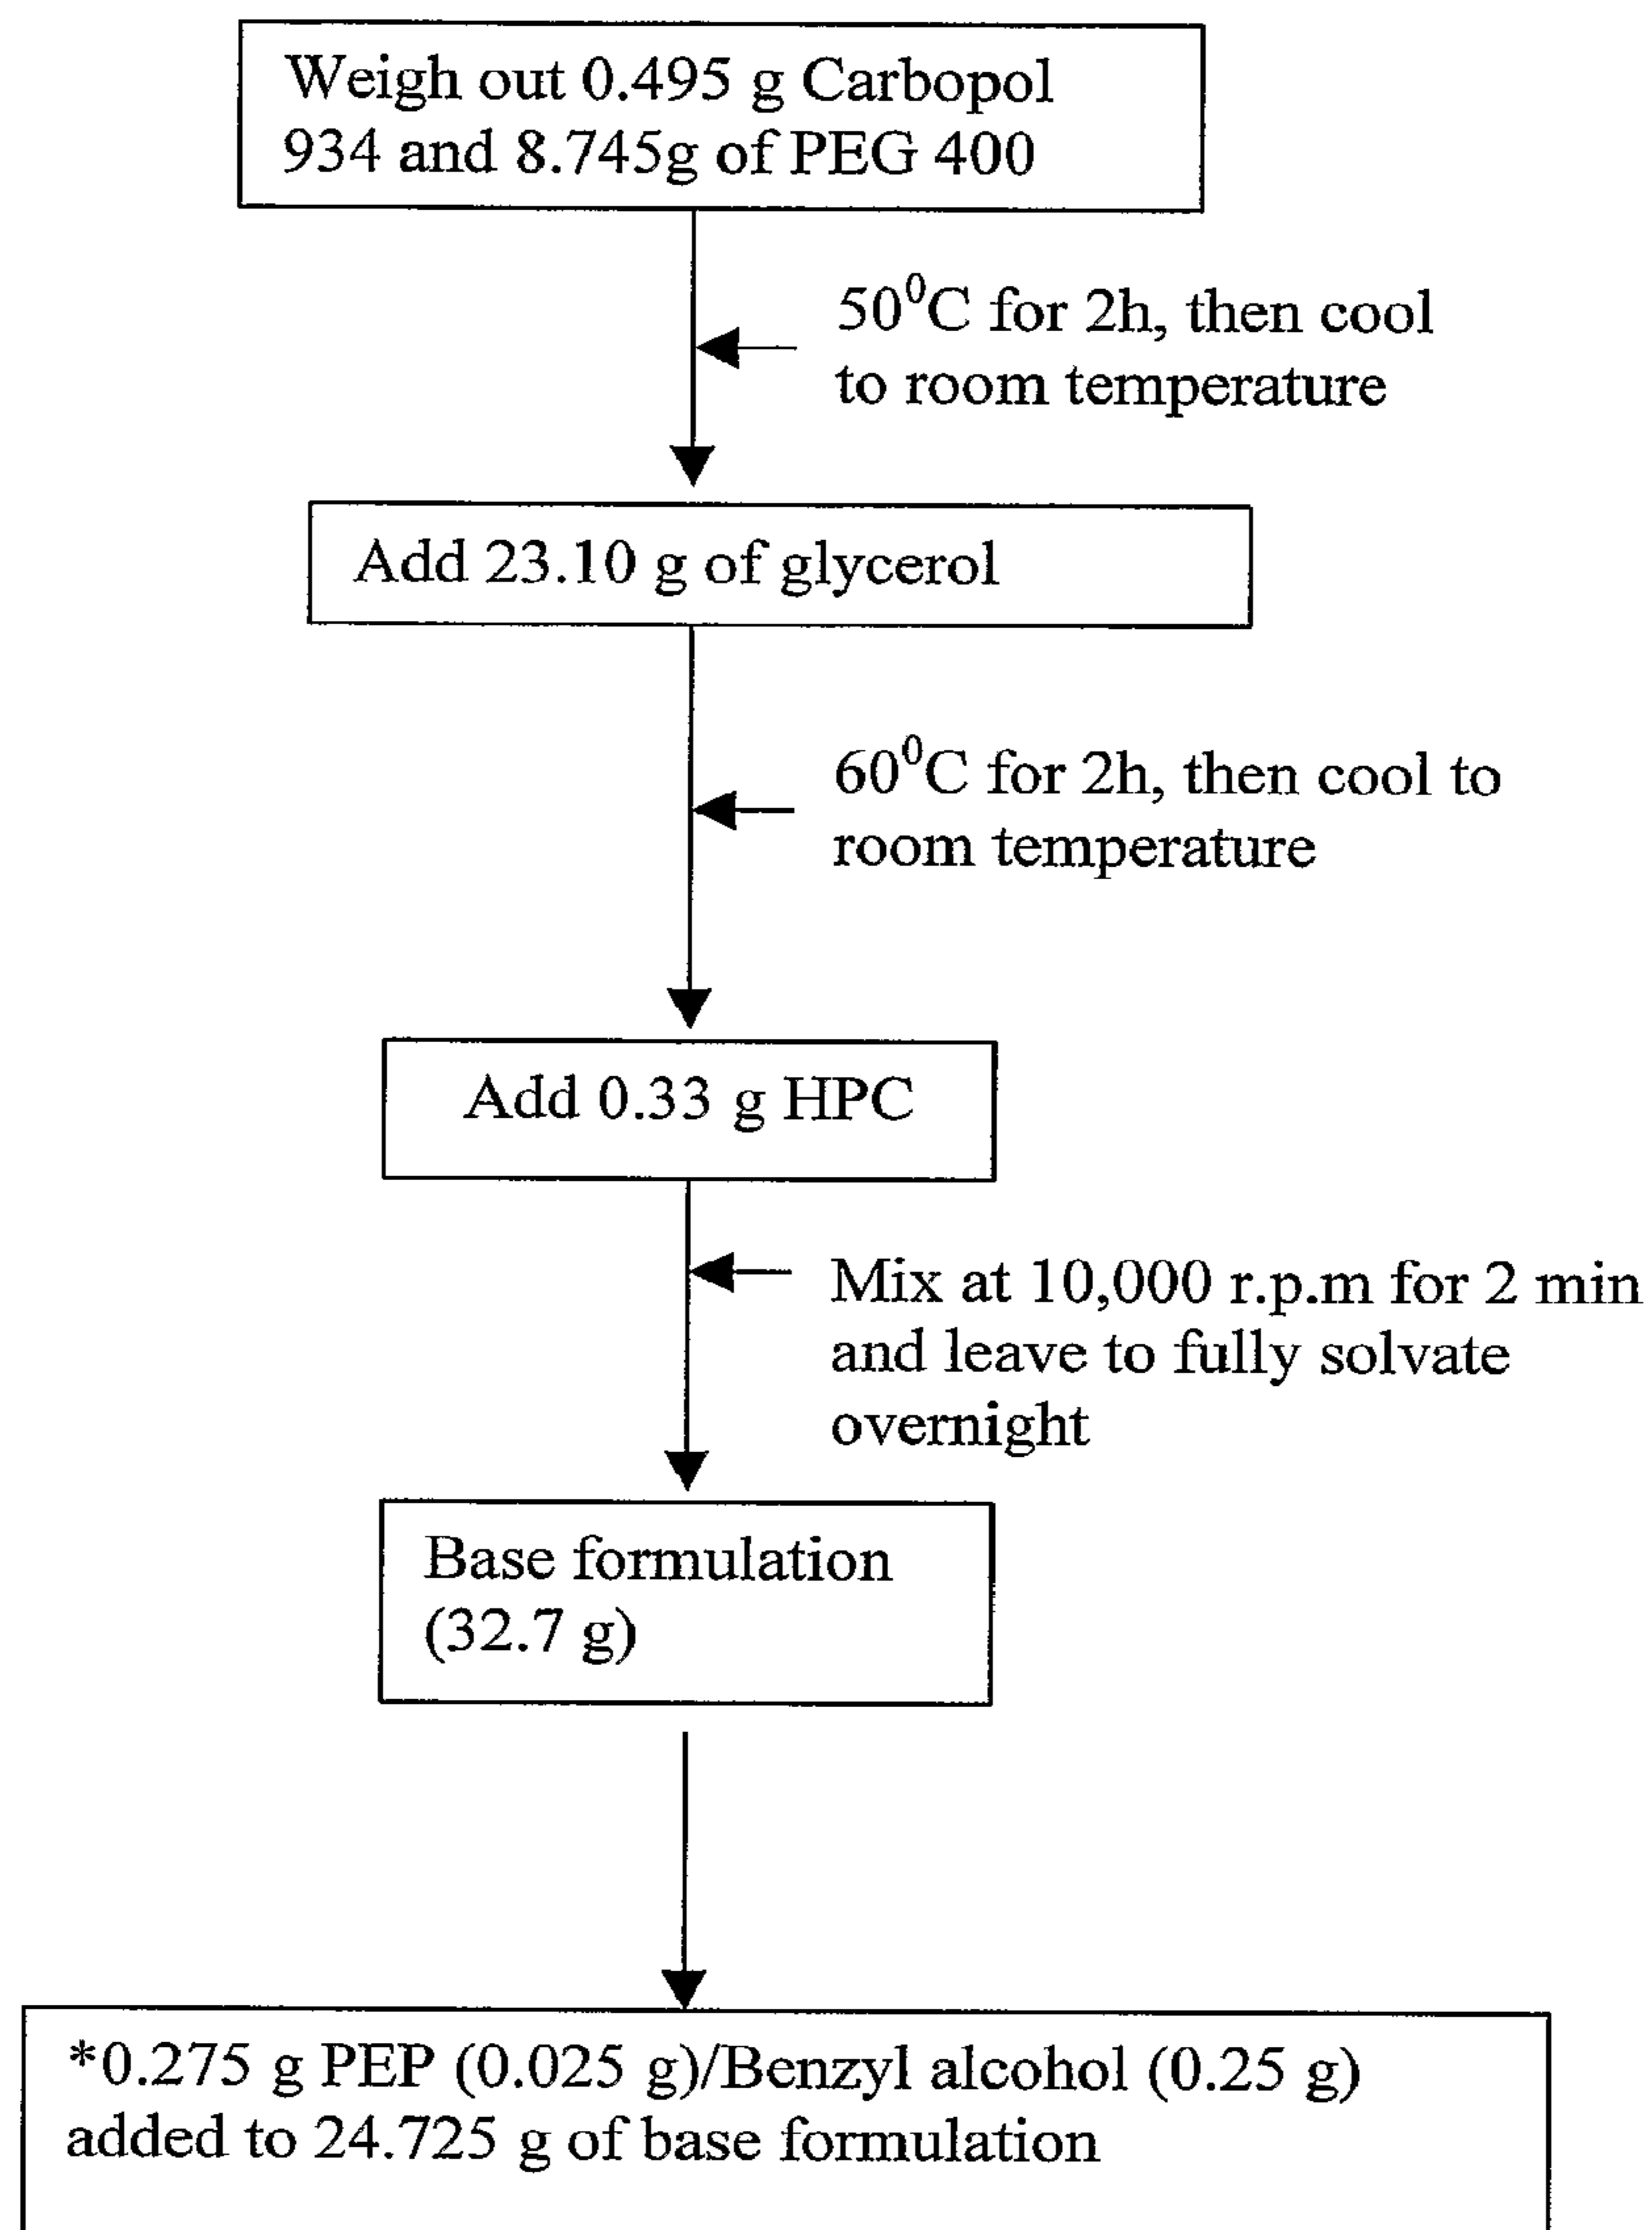 Weigh out 0.495 g Carbopol
934 and 8.745g of PEG 400
50⁰C for 2h, then cool
to room temperature
Add 23.10 g of glycerol
60⁰C for 2h, then cool to
room temperature
Add 0.33 g HPC
Mix at 10,000 r.p.m for 2 min
and leave to fully solvate
overnight
Base formulation
(32.7 g)
*0.275 g PEP (0.025 g)/Benzyl alcohol (0.25 g)
added to 24.725 g of base formulation